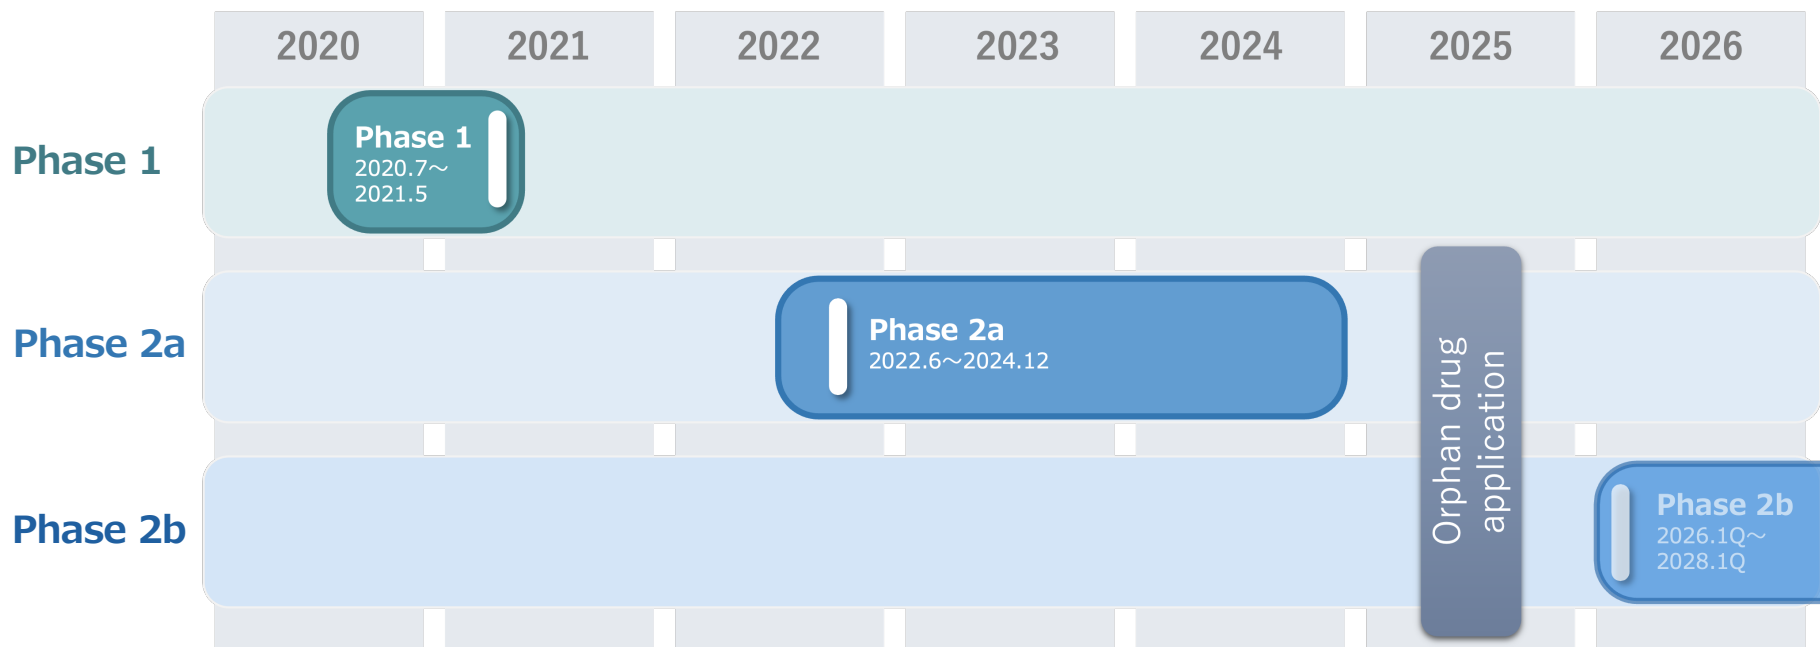 2020
2021
2022
2023
2024
2025
2026
Phase 1
Phase 1
2020.7～
2021.5
Phase 2a
Phase 2a
2022.6～2024.12
Orphan drug
application
Phase 2b
Phase 2b
2026.1Q～
2028.1Q